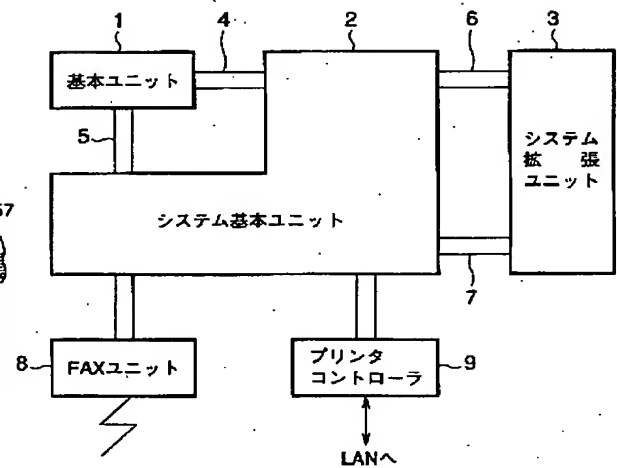 1
4
2
6
3
基本ユニット
5
システム
拡　張
ユニット
システム基本ユニット
57
7
8
FAXユニット
プリンタ
コントローラ
9
LANへ